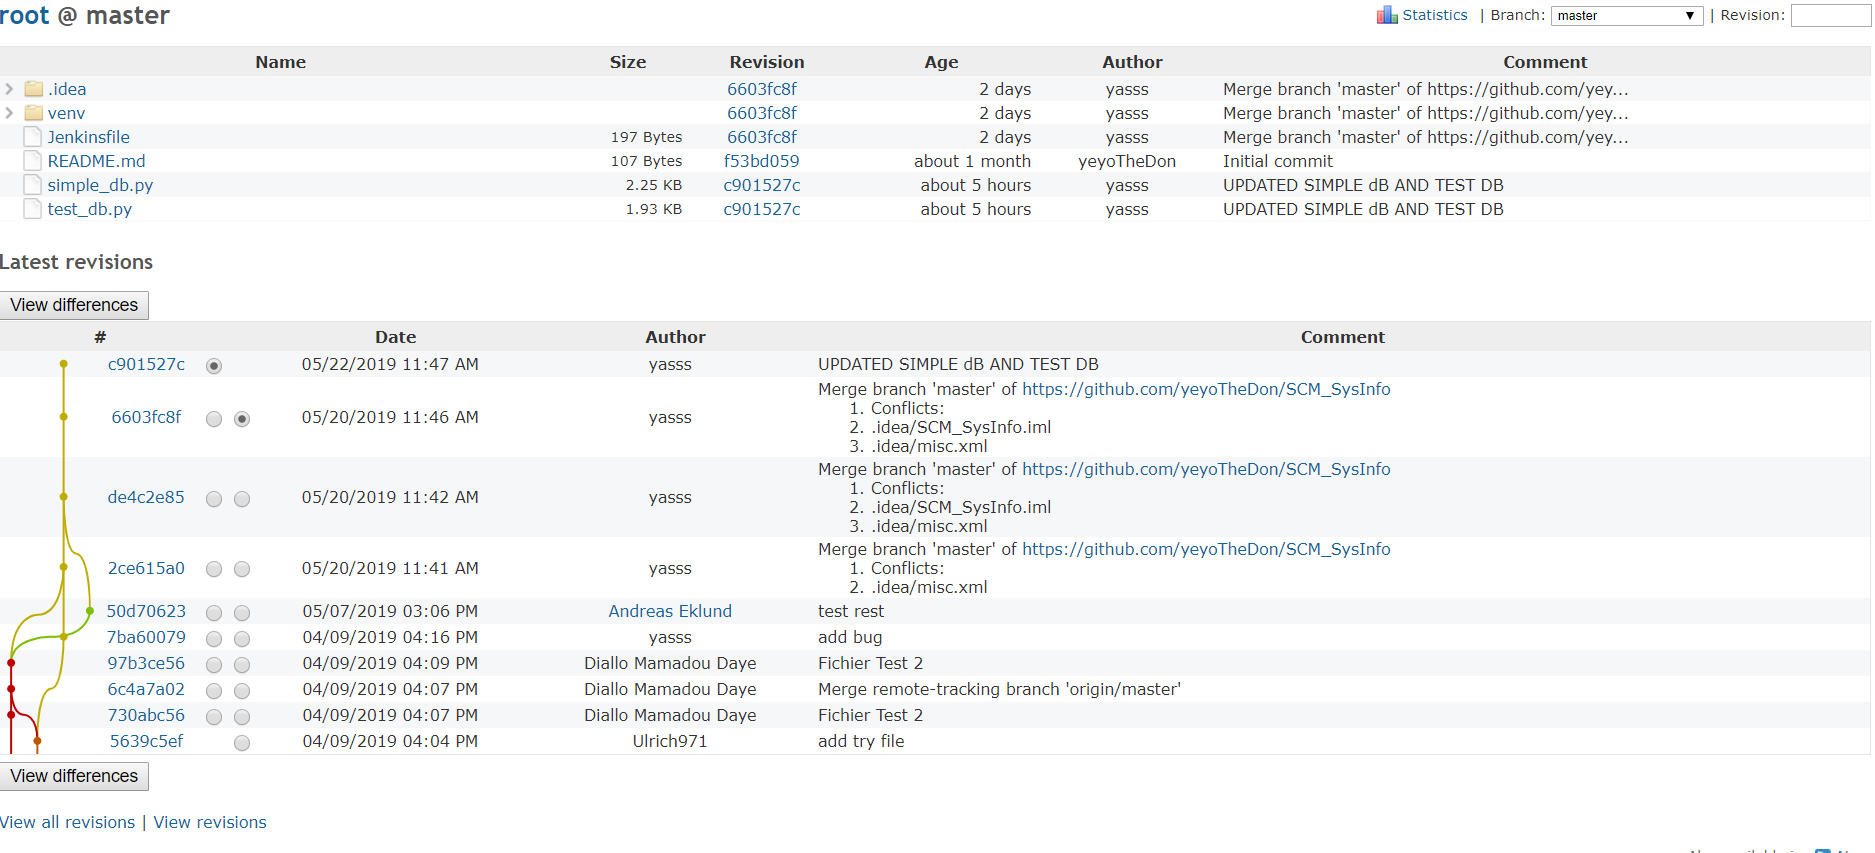 root @ master
Statistics | Branch: master | Revision:
Name Size Revision Age Author Comment
.idea 6603fc8f 2 days yasss Merge branch 'master' of https://github.com/yey...
venv 6603fc8f 2 days yasss Merge branch 'master' of https://github.com/yey...
Jenkinsfile 197 Bytes 6603fc8f 2 days yasss Merge branch 'master' of https://github.com/yey...
README.md 107 Bytes f53bd059 about 1 month yeyoTheDon Initial commit
simple_db.py 2.25 KB c901527c about 5 hours yasss UPDATED SIMPLE dB AND TEST DB
test_db.py 1.93 KB c901527c about 5 hours yasss UPDATED SIMPLE dB AND TEST DB
Latest revisions
View differences
# Date Author Comment
c901527c 05/22/2019 11:47 AM yasss UPDATED SIMPLE dB AND TEST DB
6603fc8f 05/20/2019 11:46 AM yasss Merge branch 'master' of https://github.com/yeyoTheDon/SCM_SysInfo
1. Conflicts:
2. .idea/SCM_SysInfo.iml
3. .idea/misc.xml
de4c2e85 05/20/2019 11:42 AM yasss Merge branch 'master' of https://github.com/yeyoTheDon/SCM_SysInfo
1. Conflicts:
2. .idea/SCM_SysInfo.iml
3. .idea/misc.xml
2ce615a0 05/20/2019 11:41 AM yasss Merge branch 'master' of https://github.com/yeyoTheDon/SCM_SysInfo
1. Conflicts:
2. .idea/misc.xml
50d70623 05/07/2019 03:06 PM Andreas Eklund test rest
7ba60079 04/09/2019 04:16 PM yasss add bug
97b3ce56 04/09/2019 04:09 PM Diallo Mamadou Daye Fichier Test 2
6c4a7a02 04/09/2019 04:07 PM Diallo Mamadou Daye Merge remote-tracking branch 'origin/master'
730abc56 04/09/2019 04:07 PM Diallo Mamadou Daye Fichier Test 2
5639c5ef 04/09/2019 04:04 PM Ulrich971 add try file
View differences
View all revisions | View revisions